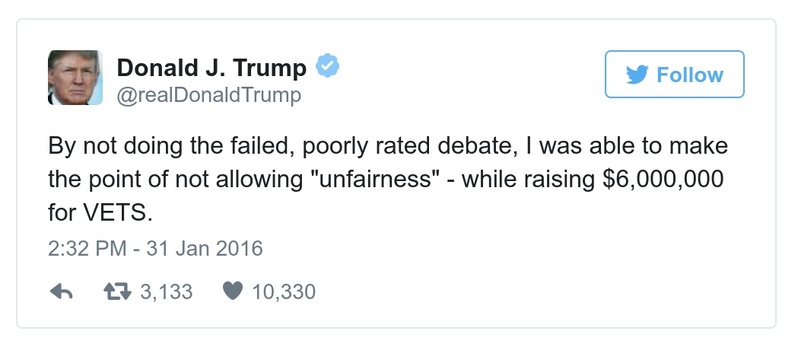 Donald J. Trump
@realDonaldTrump
Follow
By not doing the failed, poorly rated debate, I was able to make
the point of not allowing "unfairness" - while raising $6,000,000
for VETS.
2:32 PM - 31 Jan 2016
3,133 10,330